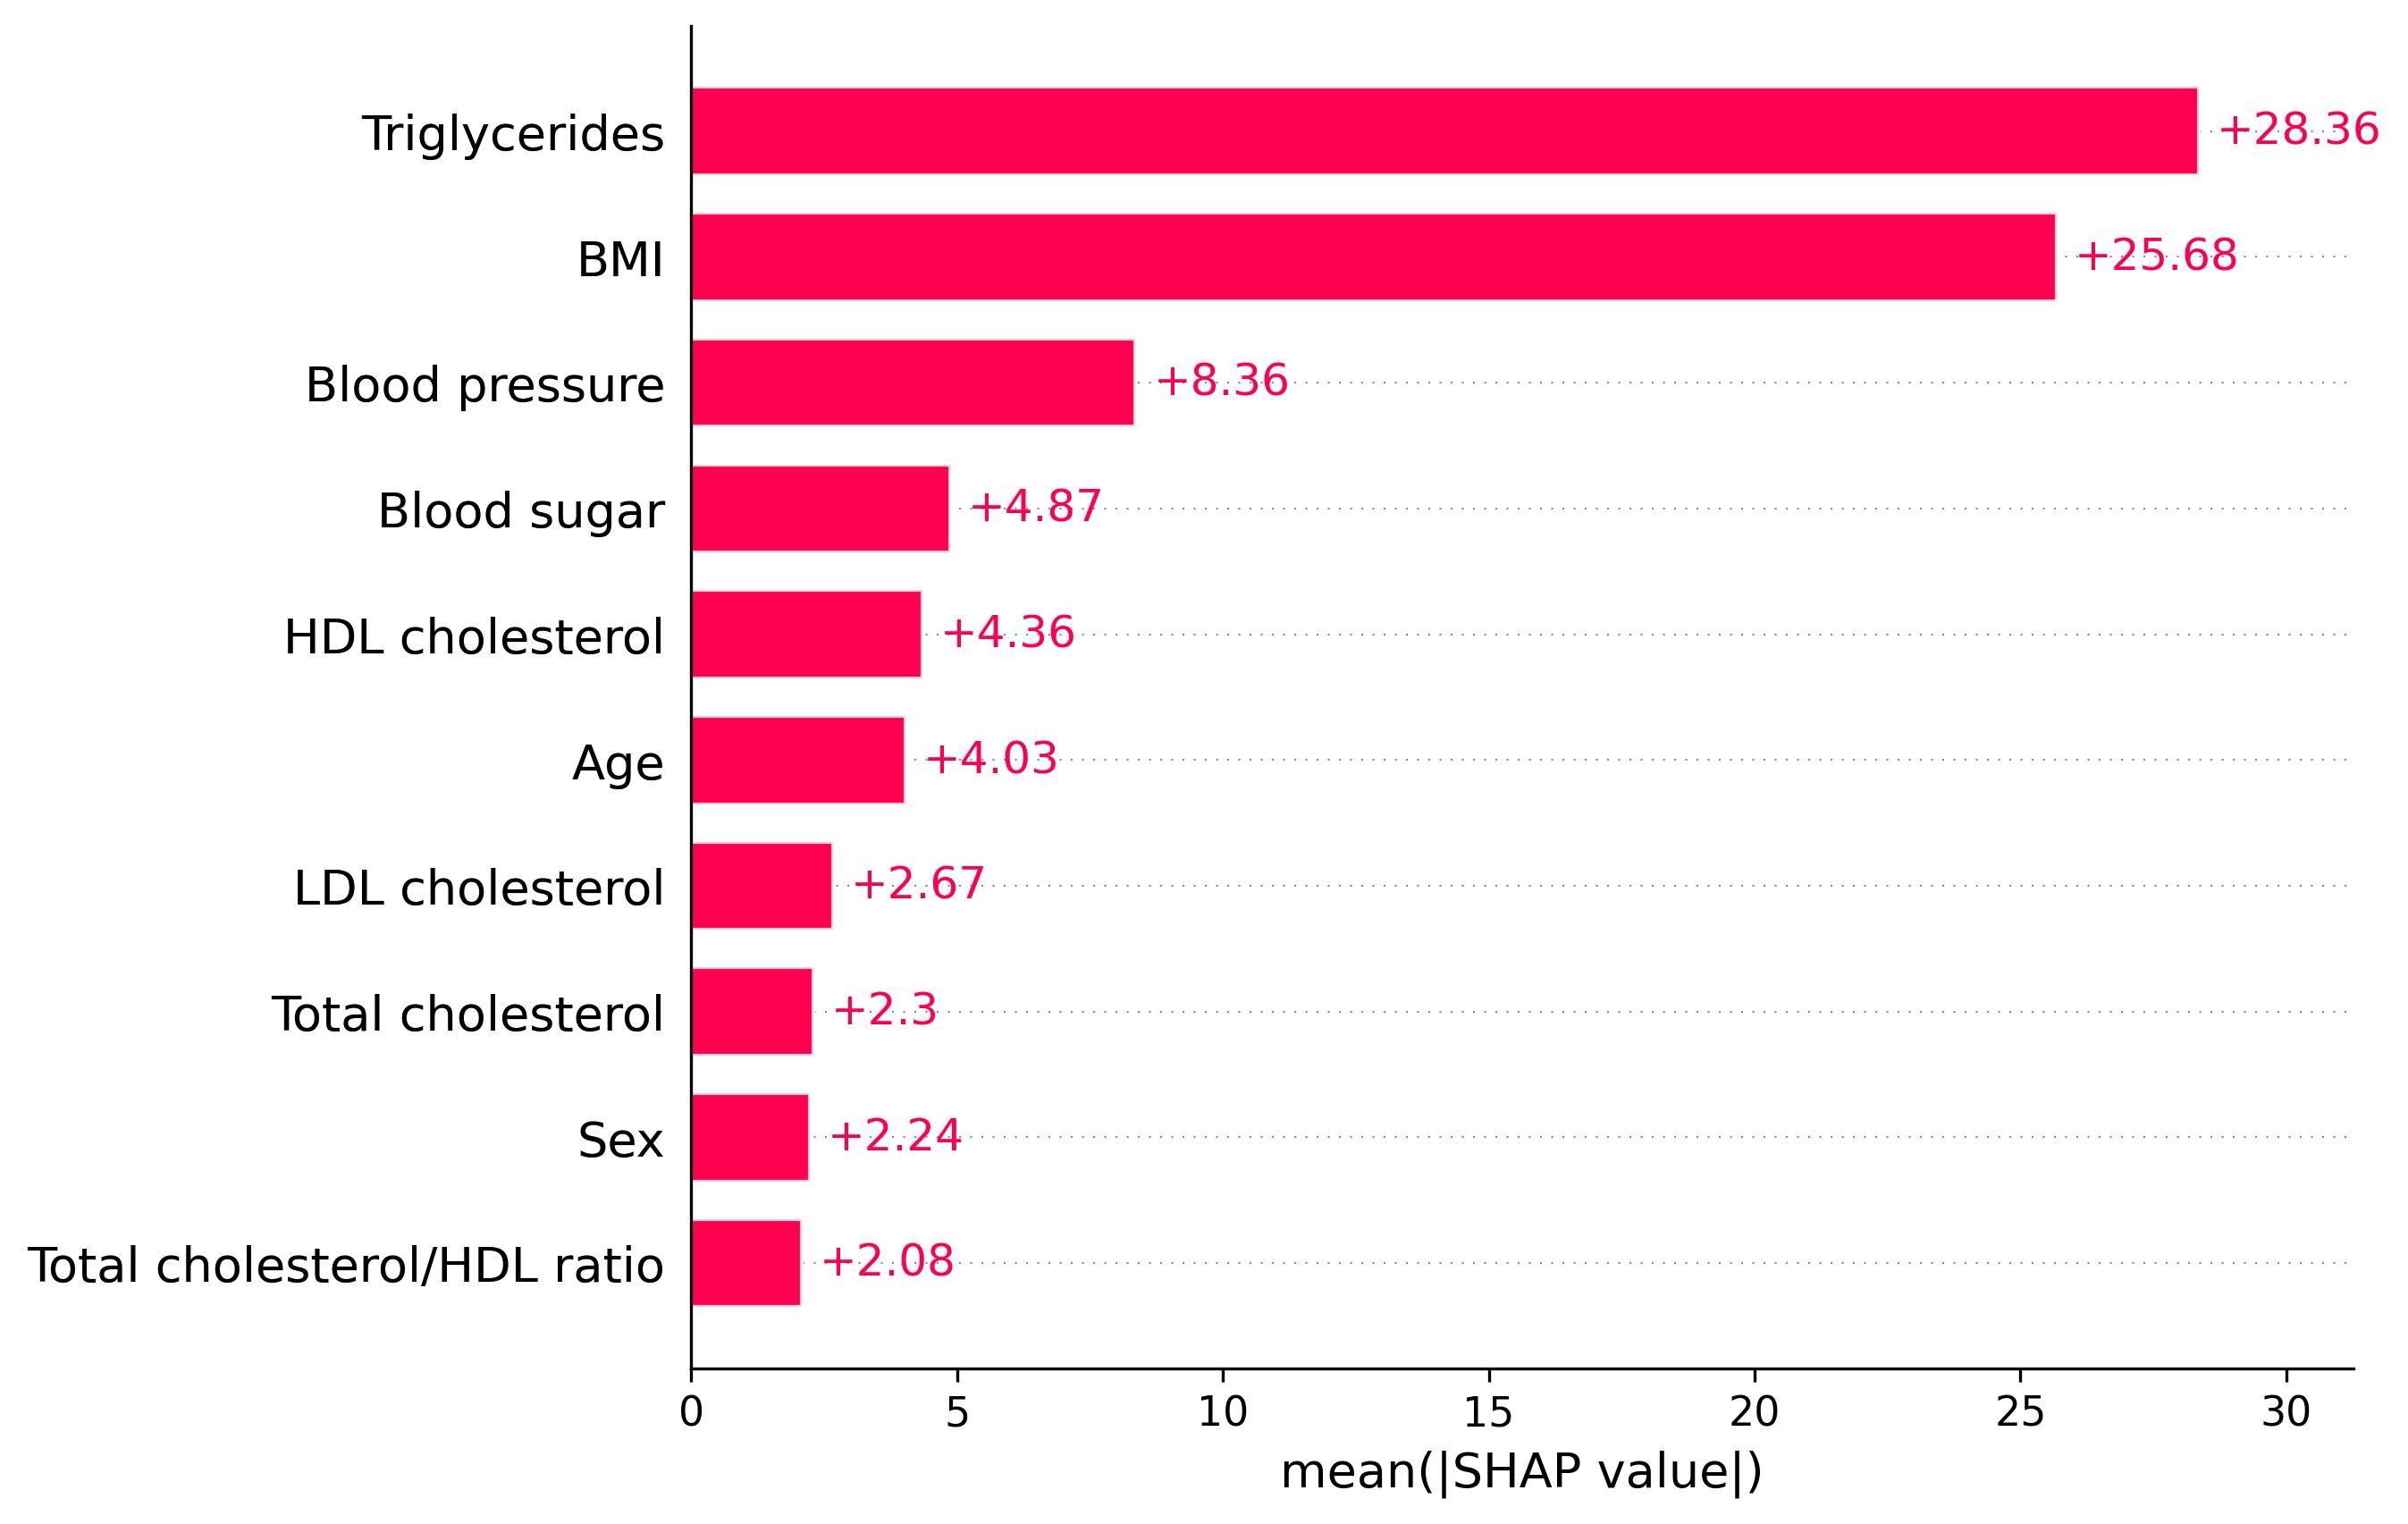 Triglycerides +28.36
BMI +25.68
Blood pressure +8.36
Blood sugar +4.87
HDL cholesterol +4.36
Age +4.03
LDL cholesterol +2.67
Total cholesterol +2.3
Sex +2.24
Total cholesterol/HDL ratio +2.08
0 5 10 15 20 25 30
mean(|SHAP value|)